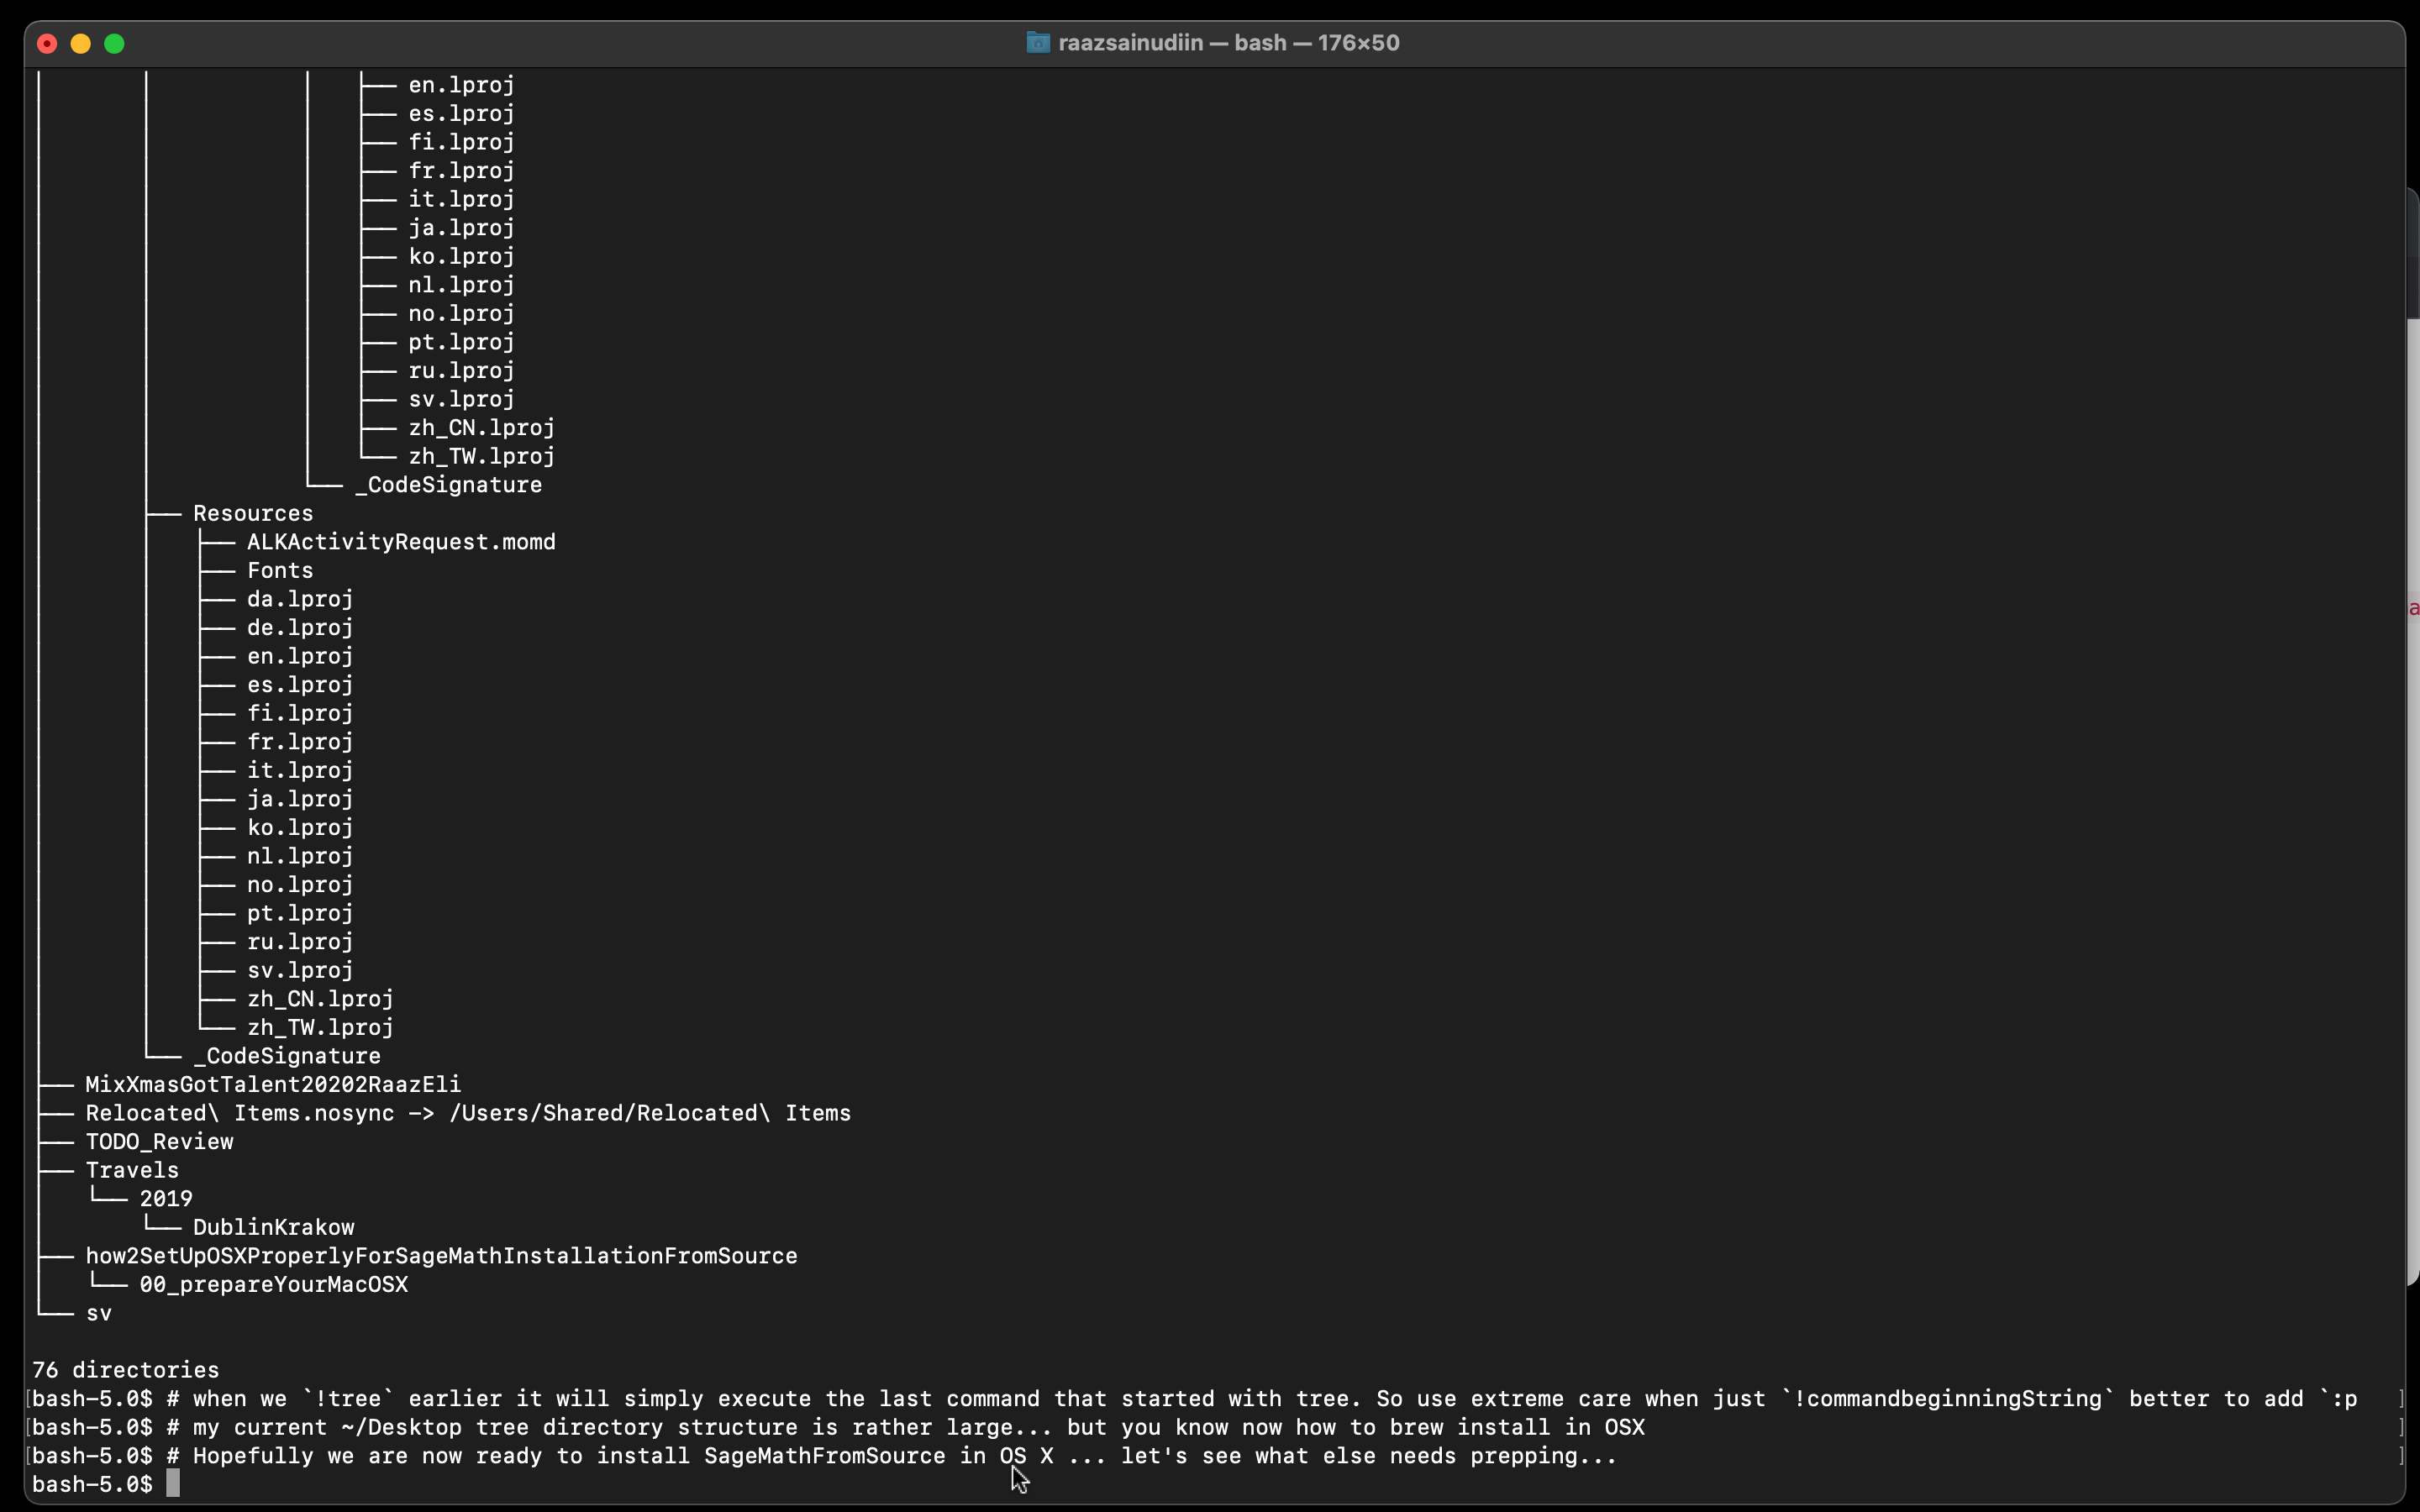 raazsainudiin — bash — 176×50
│       │           │   ├── en.lproj
│       │           │   ├── es.lproj
│       │           │   ├── fi.lproj
│       │           │   ├── fr.lproj
│       │           │   ├── it.lproj
│       │           │   ├── ja.lproj
│       │           │   ├── ko.lproj
│       │           │   ├── nl.lproj
│       │           │   ├── no.lproj
│       │           │   ├── pt.lproj
│       │           │   ├── ru.lproj
│       │           │   ├── sv.lproj
│       │           │   ├── zh_CN.lproj
│       │           │   └── zh_TW.lproj
│       │           └── _CodeSignature
│       ├── Resources
│       │   ├── ALKActivityRequest.momd
│       │   ├── Fonts
│       │   ├── da.lproj
│       │   ├── de.lproj
│       │   ├── en.lproj
│       │   ├── es.lproj
│       │   ├── fi.lproj
│       │   ├── fr.lproj
│       │   ├── it.lproj
│       │   ├── ja.lproj
│       │   ├── ko.lproj
│       │   ├── nl.lproj
│       │   ├── no.lproj
│       │   ├── pt.lproj
│       │   ├── ru.lproj
│       │   ├── sv.lproj
│       │   ├── zh_CN.lproj
│       │   └── zh_TW.lproj
│       └── _CodeSignature
├── MixXmasGotTalent20202RaazEli
├── Relocated\ Items.nosync -> /Users/Shared/Relocated\ Items
├── TODO_Review
├── Travels
│   └── 2019
│       └── DublinKrakow
├── how2SetUpOSXProperlyForSageMathInstallationFromSource
│   └── 00_prepareYourMacOSX
└── sv
76 directories
[bash-5.0$ # when we `!tree` earlier it will simply execute the last command that started with tree. So use extreme care when just `!commandbeginningString` better to add `:p ]
[bash-5.0$ # my current ~/Desktop tree directory structure is rather large... but you know now how to brew install in OSX ]
[bash-5.0$ # Hopefully we are now ready to install SageMathFromSource in OS X ... let's see what else needs prepping... ]
bash-5.0$
a